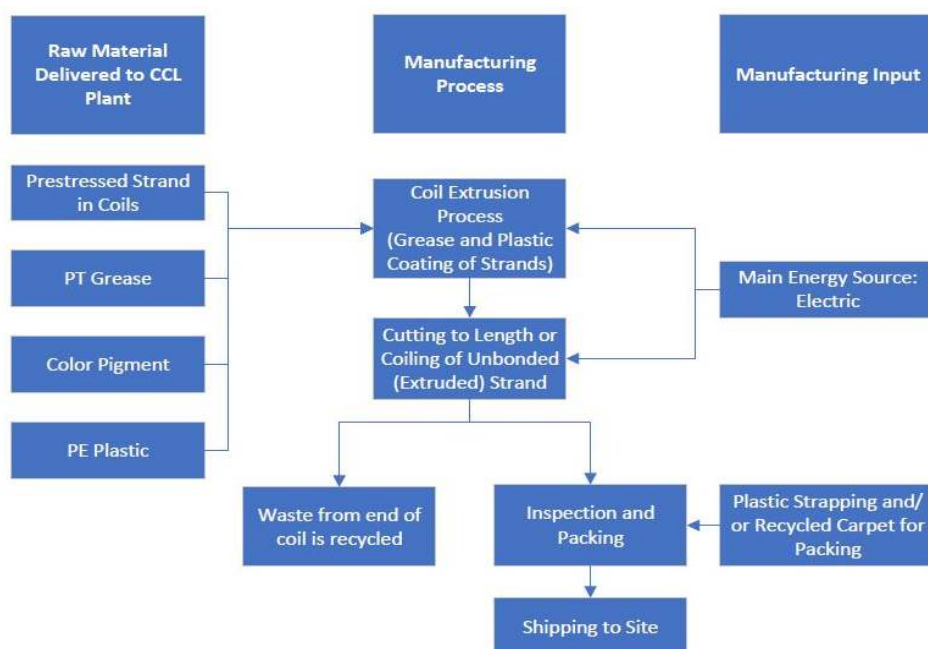 Raw Material
Delivered to CCL
Plant
Manufacturing
Process
Manufacturing Input
Prestressed Strand
in Coils
PT Grease
Color Pigment
PE Plastic
Coil Extrusion
Process
(Grease and Plastic
Coating of Strands)
Main Energy Source:
Electric
Cutting to Length or
Coiling of Unbonded
(Extruded) Strand
Waste from end of
coil is recycled
Inspection and
Packing
Plastic Strapping and/
or Recycled Carpet for
Packing
Shipping to Site